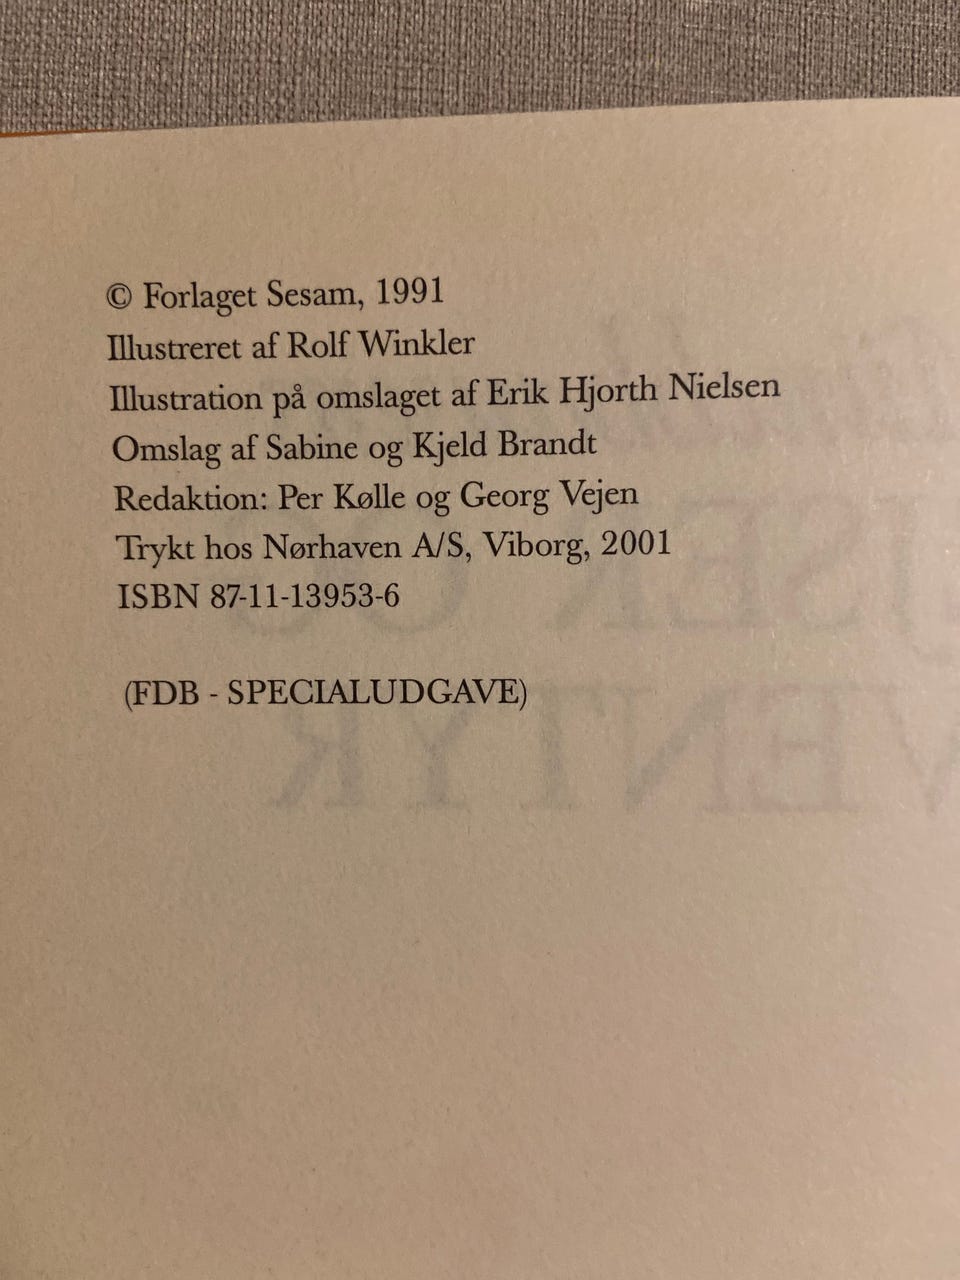 © Forlaget Sesam, 1991
Illustreret af Rolf Winkler
Illustration på omslaget af Erik Hjorth Nielsen
Omslag af Sabine og Kjeld Brandt
Redaktion: Per Kølle og Georg Vejen
Trykt hos Nørhaven A/S, Viborg, 2001
ISBN 87-11-13953-6
(FDB - SPECIALUDGAVE)